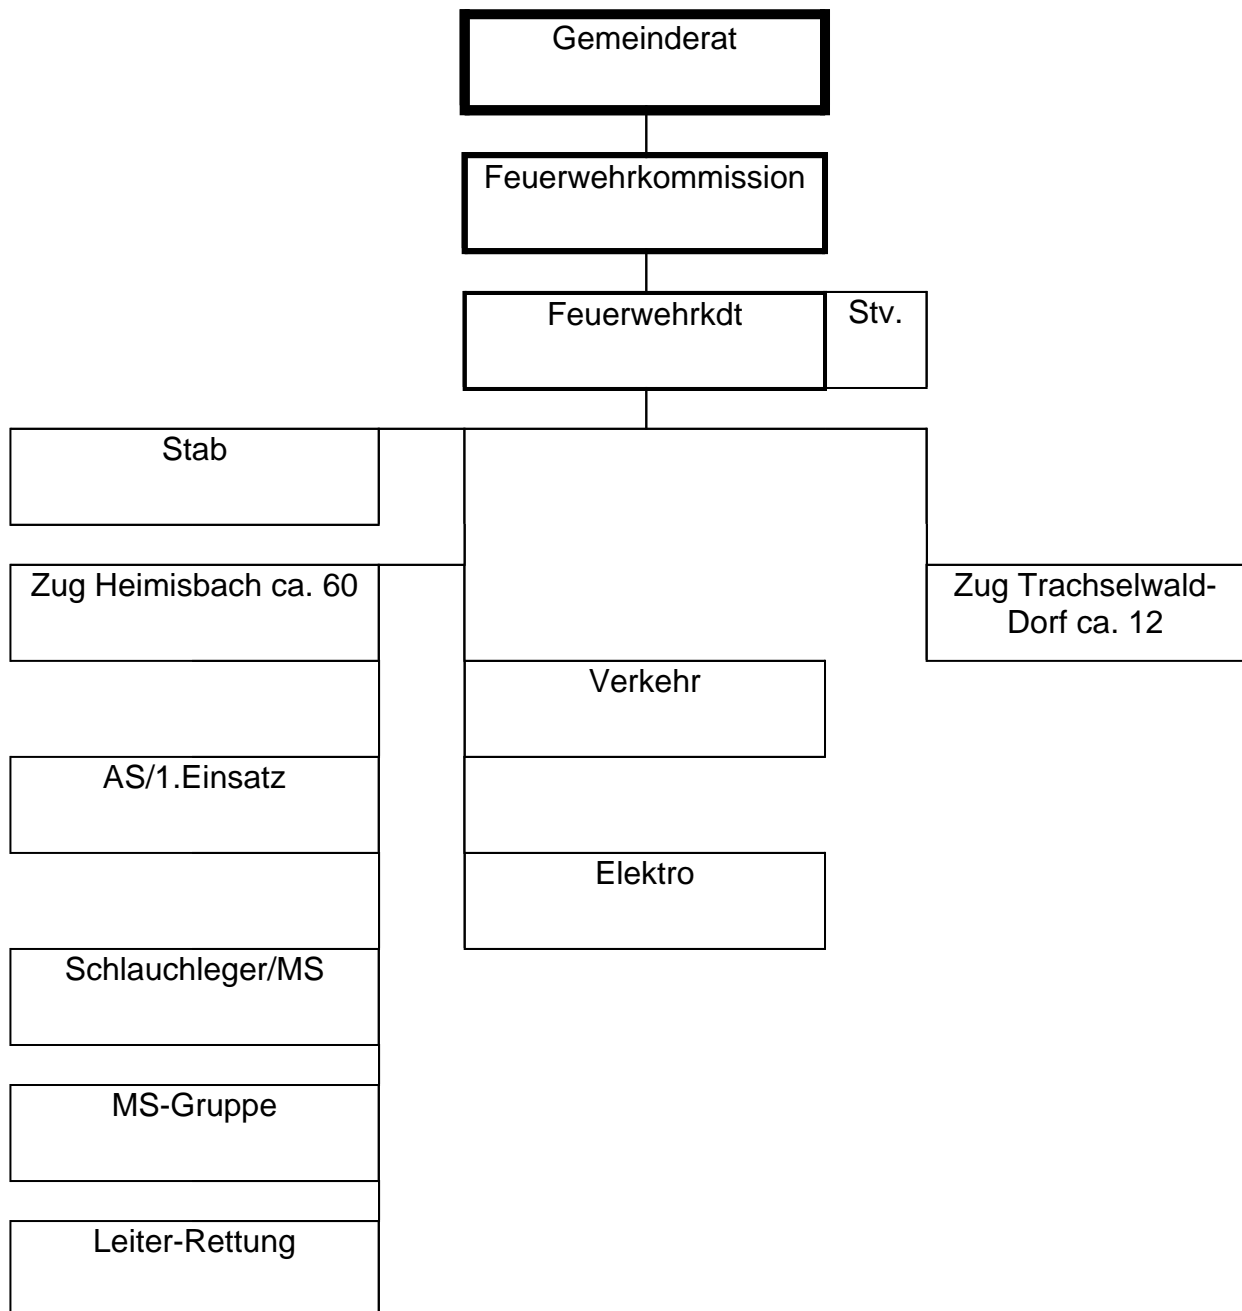 Gemeinderat
Feuerwehrkommission
Feuerwehrkdt
Stv.
Stab
Zug Heimisbach ca. 60
Zug Trachselwald-
Dorf ca. 12
Verkehr
AS/1.Einsatz
Elektro
Schlauchleger/MS
MS-Gruppe
Leiter-Rettung